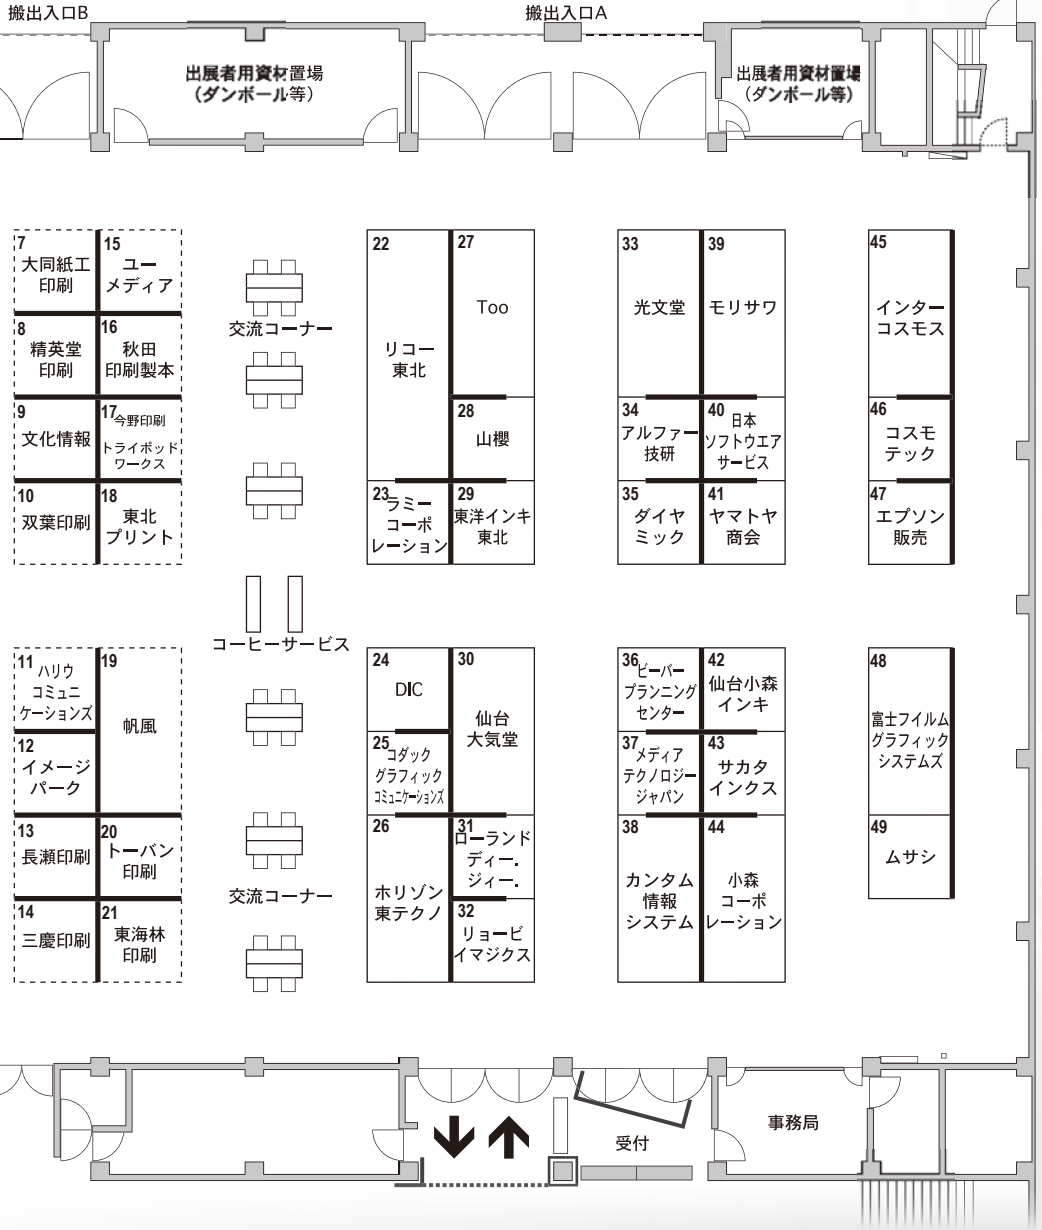 搬出入口B
搬出入口A
出展者用資材置場
（ダンボール等）
出展者用資材置場
（ダンボール等）
7
大同紙工
印刷
15
ユー
メディア
8
精英堂
印刷
16
秋田
印刷製本
9
文化情報
17
今野印刷
トライポッド
ワークス
10
双葉印刷
18
東北
プリント
交流コーナー
22
リコー
東北
27
Too
28
山櫻
23
ラミー
コーポ
レーション
29
東洋インキ
東北
33
光文堂
39
モリサワ
34
アルファー
技研
40
日本
ソフトウエア
サービス
35
ダイヤ
ミック
41
ヤマトヤ
商会
45
インター
コスモス
46
コスモ
テック
47
エプソン
販売
コーヒーサービス
11
ハリウ
コミュニ
ケーションズ
19
帆風
12
イメージ
パーク
13
長瀬印刷
20
トーバン
印刷
14
三慶印刷
21
東海林
印刷
交流コーナー
24
DIC
30
仙台
大気堂
25
コダック
グラフィック
コミュニケーションズ
26
ホリゾン
東テクノ
31
ローランド
ディー．
ジィー．
32
リョービ
イマジクス
36
ビーバー
プランニング
センター
42
仙台小森
インキ
37
メディア
テクノロジー
ジャパン
43
サカタ
インクス
38
カンタム
情報
システム
44
小森
コーポ
レーション
48
富士フイルム
グラフィック
システムズ
49
ムサシ
受付
事務局